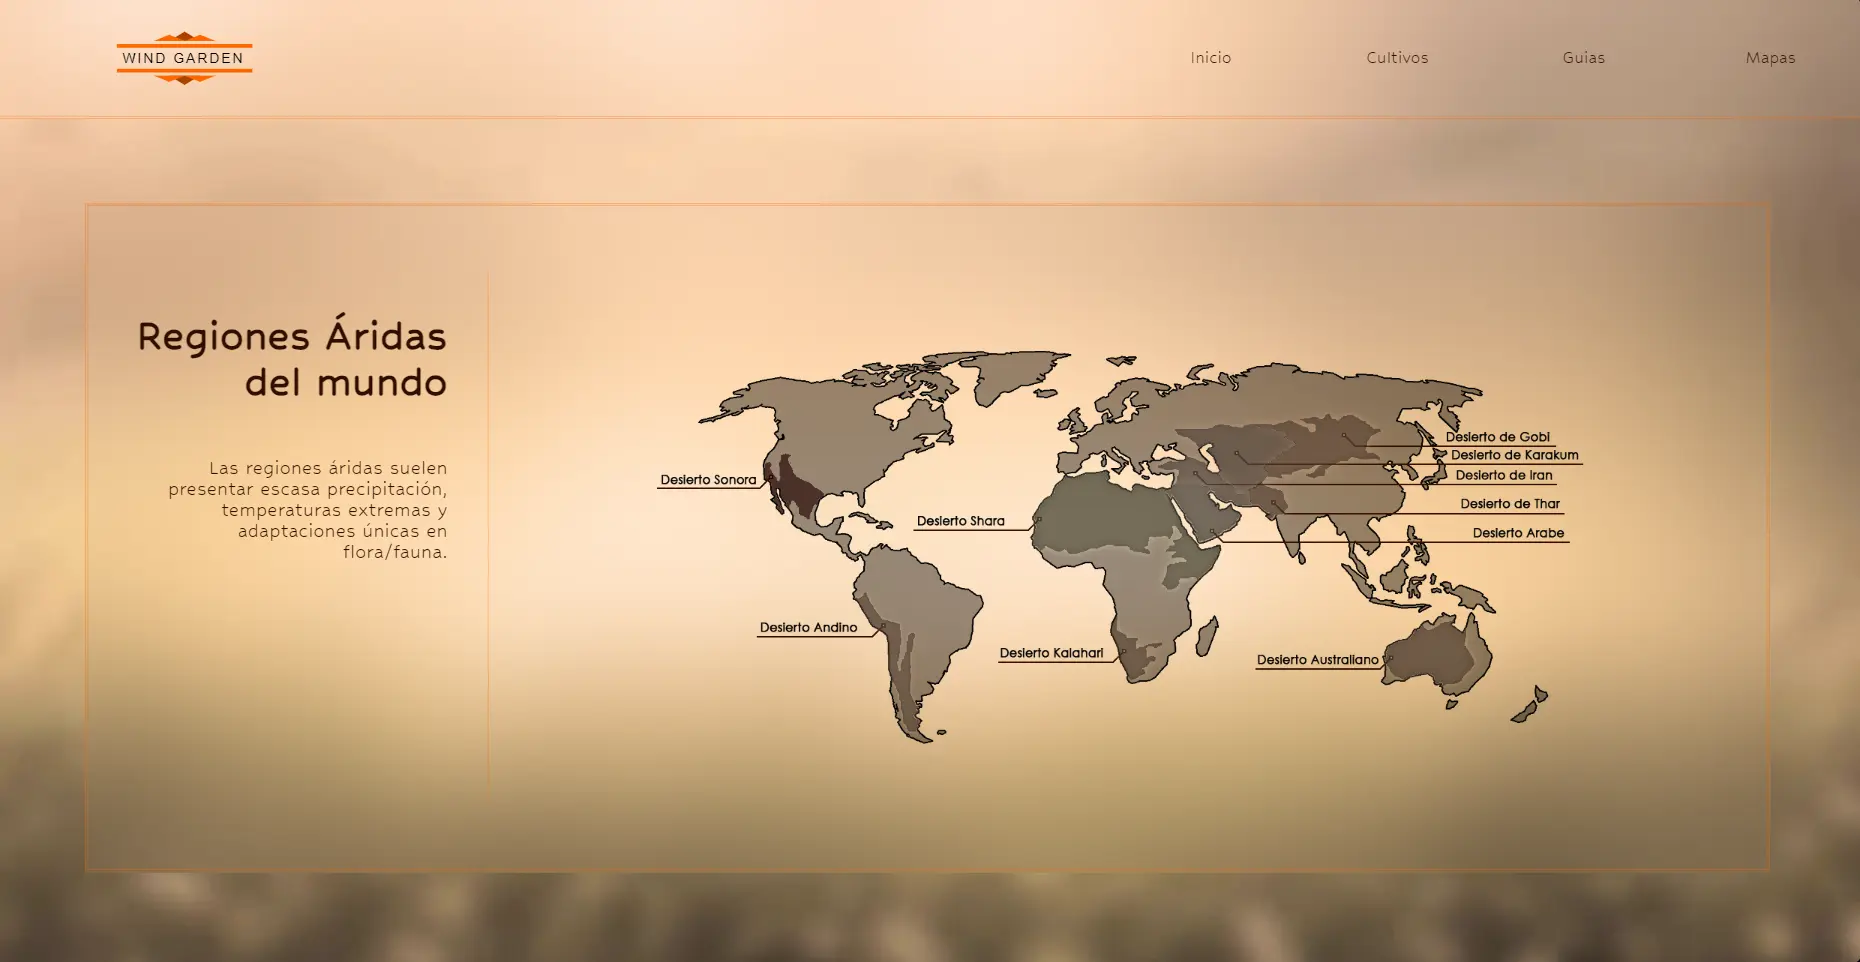 WIND GARDEN
Inicio
Cultivos
Guias
Mapas
Regiones Áridas
del mundo
Las regiones áridas suelen
presentar escasa precipitación,
temperaturas extremas y
adaptaciones únicas en
flora/fauna.
Desierto Sonora
Desierto Shara
Desierto Andino
Desierto Kalahari
Desierto Australiano
Desierto de Gobi
Desierto de Karakum
Desierto de Iran
Desierto de Thar
Desierto Arabe